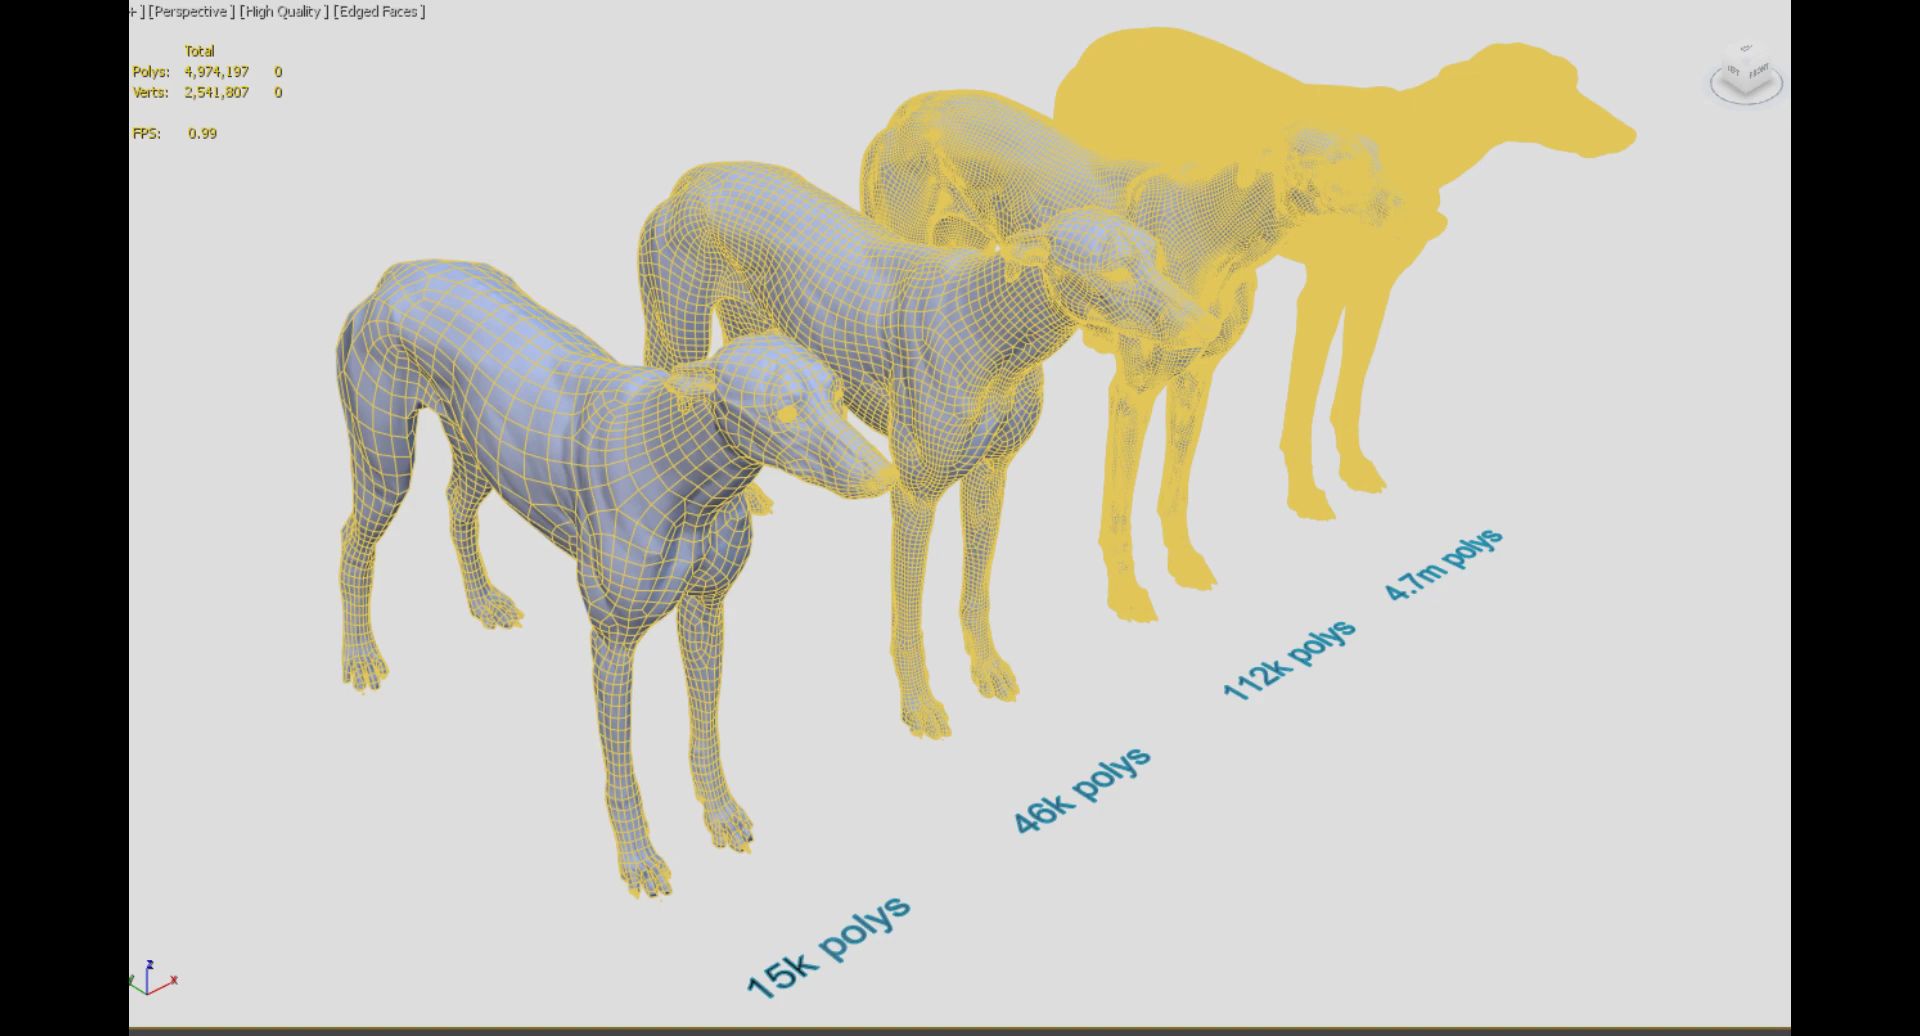 + ] [Perspective ] [High Quality ] [Edged Faces ]
Total
Polys: 4,974,197 0
Verts: 2,541,807 0
FPS: 0.99
FRONT
4.7m polys
112k polys
46k polys
15k polys
z
x